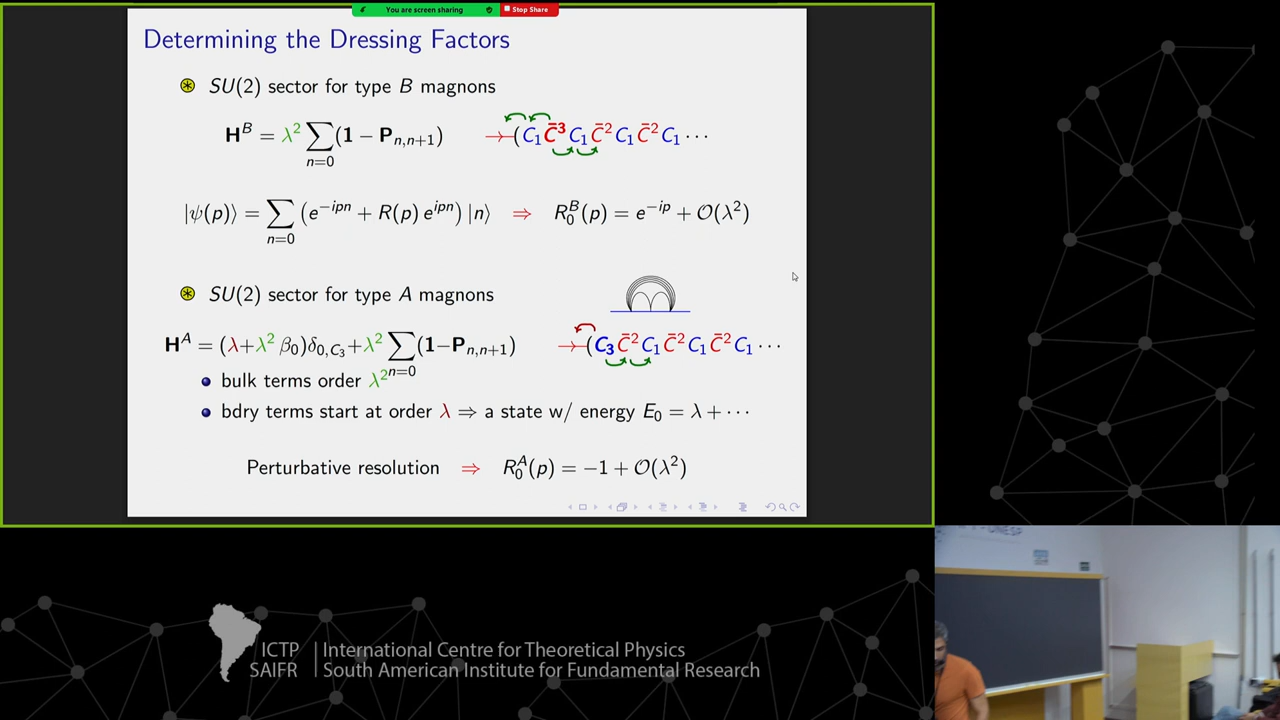 You are screen sharing
Stop Share
Determining the Dressing Factors
SU(2) sector for type B magnons
H^B = λ² ∑_{n=0} (1 − P_{n,n+1})
(C₁C̄³C₁C̄²C₁C̄²C₁ ···
|ψ(p)⟩ = ∑_{n=0} (e^{−ipn} + R(p) e^{ipn}) |n⟩ ⇒ R₀^B(p) = e^{−ip} + 𝒪(λ²)
SU(2) sector for type A magnons
H^A = (λ+λ² β₀)δ_{0,C₃}+λ² ∑_{n=0} (1−P_{n,n+1})
(C₃C̄²C₁C̄²C₁C̄²C₁ ···
bulk terms order λ²
bdry terms start at order λ ⇒ a state w/ energy E₀ = λ + ···
Perturbative resolution ⇒ R₀^A(p) = −1 + 𝒪(λ²)
ICTP
SAIFR
International Centre for Theoretical Physics
South American Institute for Fundamental Research